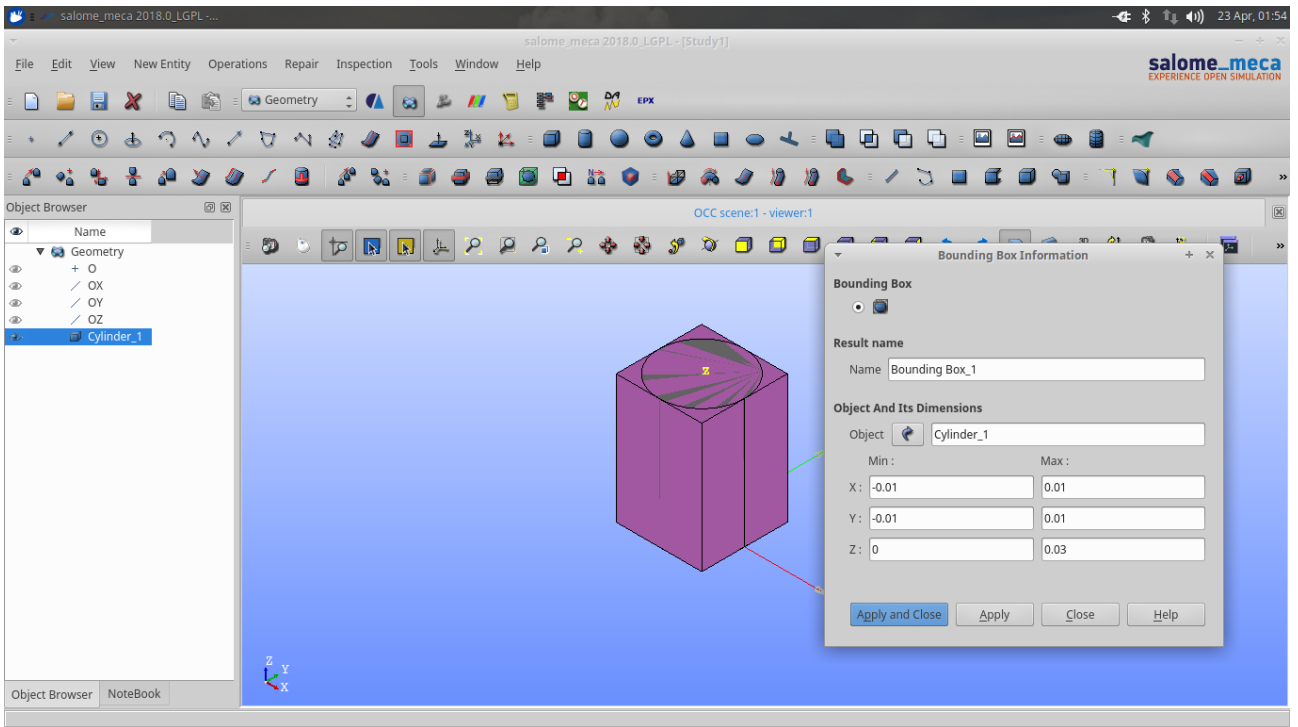 salome_meca 2018.0_LGPL -...
23 Apr, 01:54
salome_meca 2018.0_LGPL - [Study1]
File Edit View New Entity Operations Repair Inspection Tools Window Help
salome_meca
EXPERIENCE OPEN SIMULATION
Geometry
EPX
Object Browser
OCC scene:1 - viewer:1
Name
Geometry
O
OX
OY
OZ
Cylinder_1
Bounding Box Information
Bounding Box
Result name
Name Bounding Box_1
Object And Its Dimensions
Object Cylinder_1
Min : Max :
X : -0.01 0.01
Y : -0.01 0.01
Z : 0 0.03
Apply and Close Apply Close Help
Z
Z
Y
X
Object Browser NoteBook